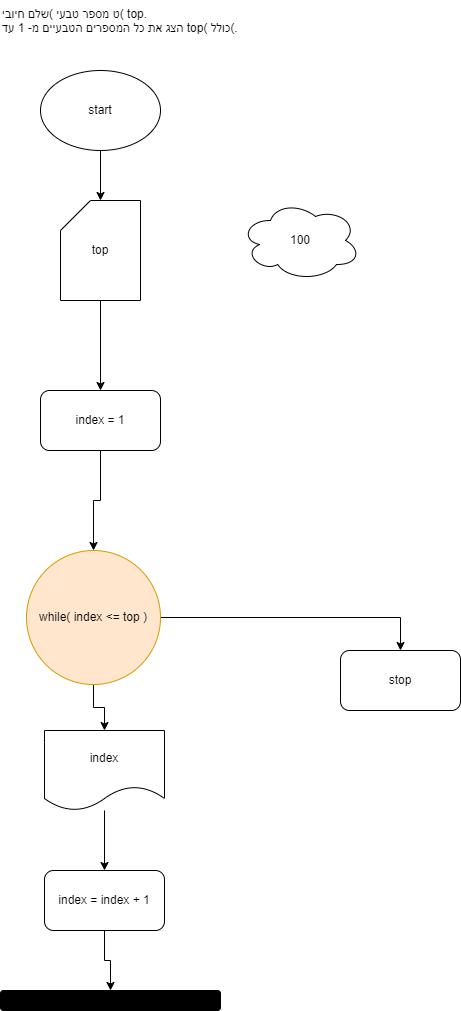 ט מספר טבעי )שלם חיובי( top.
הצג את כל המספרים הטבעיים מ- 1 עד top( כולל(.
start
top
100
index = 1
while( index <= top )
stop
index
index = index + 1